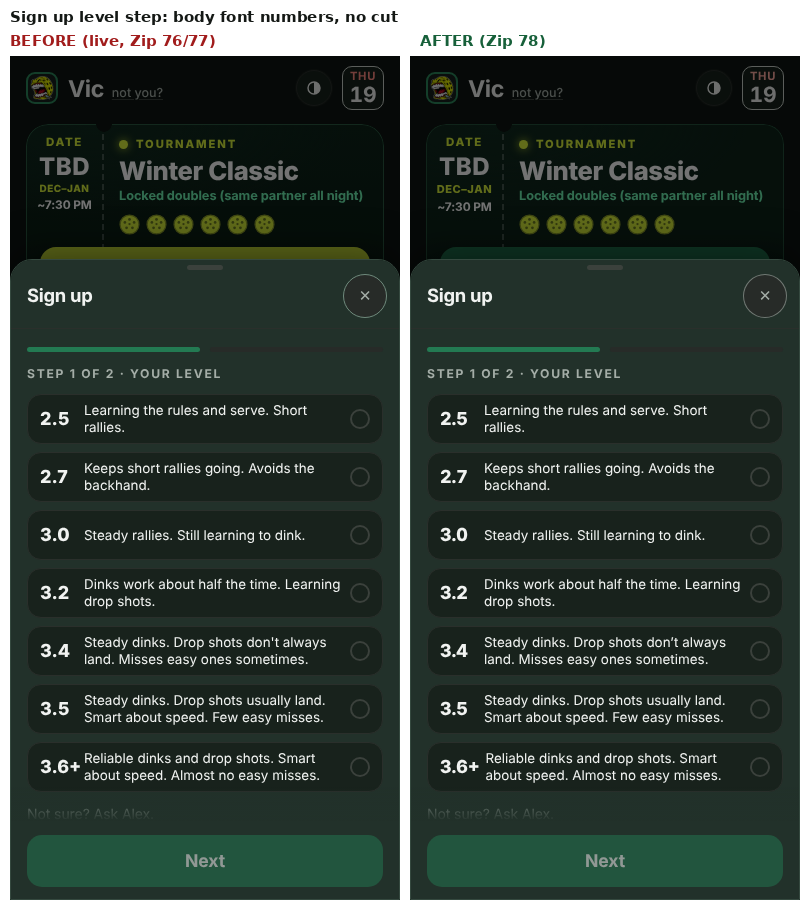 Sign up level step: body font numbers, no cut
BEFORE (live, Zip 76/77)
Vic not you?
THU
19
DATE
TBD
DEC–JAN
~7:30 PM
TOURNAMENT
Winter Classic
Locked doubles (same partner all night)
Sign up
×
STEP 1 OF 2 · YOUR LEVEL
2.5 Learning the rules and serve. Short
rallies.
2.7 Keeps short rallies going. Avoids the
backhand.
3.0 Steady rallies. Still learning to dink.
3.2 Dinks work about half the time. Learning
drop shots.
3.4 Steady dinks. Drop shots don't always
land. Misses easy ones sometimes.
3.5 Steady dinks. Drop shots usually land.
Smart about speed. Few easy misses.
3.6+ Reliable dinks and drop shots. Smart
about speed. Almost no easy misses.
Not sure? Ask Alex.
Next
AFTER (Zip 78)
Vic not you?
THU
19
DATE
TBD
DEC–JAN
~7:30 PM
TOURNAMENT
Winter Classic
Locked doubles (same partner all night)
Sign up
×
STEP 1 OF 2 · YOUR LEVEL
2.5 Learning the rules and serve. Short
rallies.
2.7 Keeps short rallies going. Avoids the
backhand.
3.0 Steady rallies. Still learning to dink.
3.2 Dinks work about half the time. Learning
drop shots.
3.4 Steady dinks. Drop shots don’t always
land. Misses easy ones sometimes.
3.5 Steady dinks. Drop shots usually land.
Smart about speed. Few easy misses.
3.6+ Reliable dinks and drop shots. Smart
about speed. Almost no easy misses.
Not sure? Ask Alex.
Next